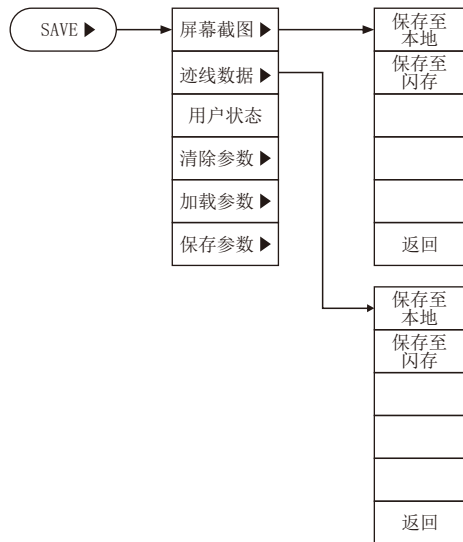 SAVE ▶
屏幕截图 ▶
迹线数据 ▶
用户状态
清除参数 ▶
加载参数 ▶
保存参数 ▶
保存至
本地
保存至
闪存
返回
保存至
本地
保存至
闪存
返回